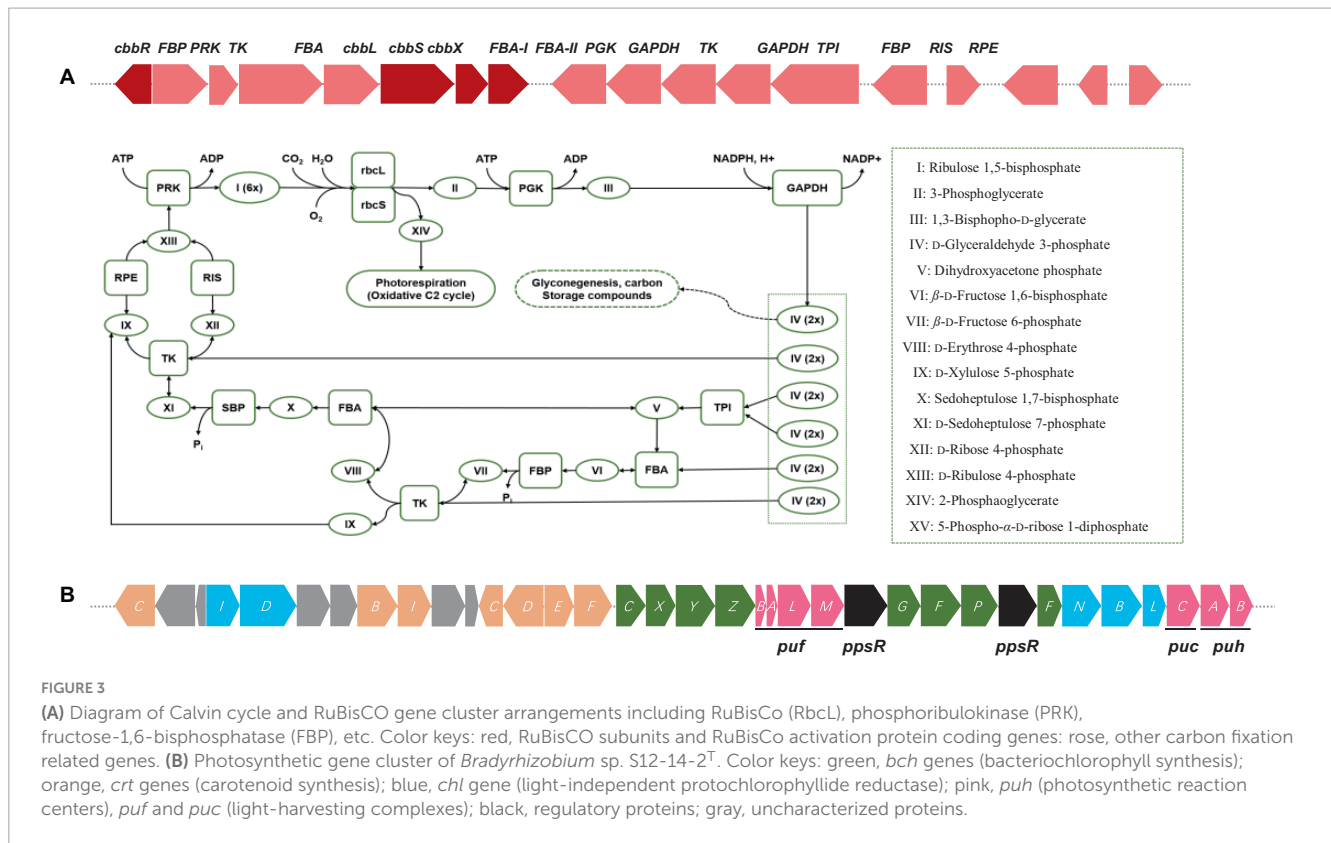 cbbR FBP PRK TK FBA cbbL cbbS cbbX FBA-I FBA-II PGK GAPDH TK GAPDH TPI FBP RIS RPE
A
ATP ADP CO₂ H₂O rbcL ATP ADP NADPH, H+ NADP+
PRK I (6x) II PGK III GAPDH
O₂ rbcS
XIII XIV
RPE RIS Photorespiration Glyconegenesis, carbon
(Oxidative C2 cycle) Storage compounds
IX XII IV (2x)
TK IV (2x)
XI SBP X FBA V TPI IV (2x)
Pᵢ IV (2x)
VIII VII FBP VI FBA IV (2x)
Pᵢ
TK IV (2x)
IX
I: Ribulose 1,5-bisphosphate
II: 3-Phosphoglycerate
III: 1,3-Bisphopho-D-glycerate
IV: D-Glyceraldehyde 3-phosphate
V: Dihydroxyacetone phosphate
VI: β-D-Fructose 1,6-bisphosphate
VII: β-D-Fructose 6-phosphate
VIII: D-Erythrose 4-phosphate
IX: D-Xylulose 5-phosphate
X: Sedoheptulose 1,7-bisphosphate
XI: D-Sedoheptulose 7-phosphate
XII: D-Ribose 4-phosphate
XIII: D-Ribulose 4-phosphate
XIV: 2-Phosphaoglycerate
XV: 5-Phospho-α-D-ribose 1-diphosphate
B
C I D B I C D E F C X Y Z B A L M G F P F N B L C A B
puf ppsR ppsR puc puh
FIGURE 3
(A) Diagram of Calvin cycle and RuBisCO gene cluster arrangements including RuBisCo (RbcL), phosphoribulokinase (PRK),
fructose-1,6-bisphosphatase (FBP), etc. Color keys: red, RuBisCO subunits and RuBisCo activation protein coding genes: rose, other carbon fixation
related genes. (B) Photosynthetic gene cluster of Bradyrhizobium sp. S12-14-2ᵀ. Color keys: green, bch genes (bacteriochlorophyll synthesis);
orange, crt genes (carotenoid synthesis); blue, chl gene (light-independent protochlorophyllide reductase); pink, puh (photosynthetic reaction
centers), puf and puc (light-harvesting complexes); black, regulatory proteins; gray, uncharacterized proteins.